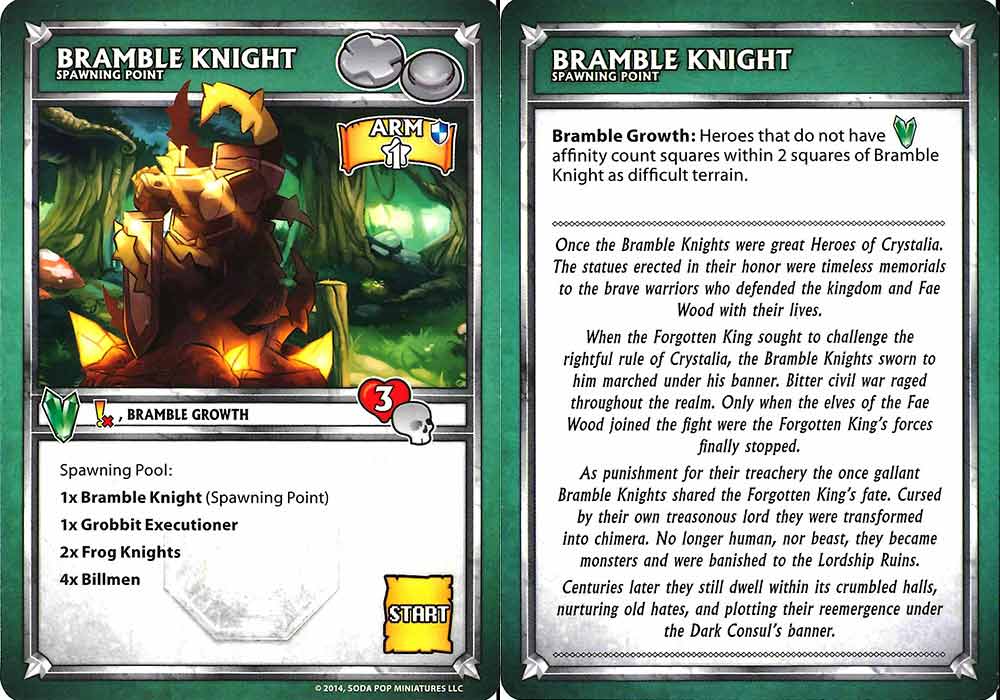 BRAMBLE KNIGHT
SPAWNING POINT
ARM
1
, BRAMBLE GROWTH
3
Spawning Pool:
1x Bramble Knight (Spawning Point)
1x Grobbit Executioner
2x Frog Knights
4x Billmen
START
© 2014, SODA POP MINIATURES LLC
BRAMBLE KNIGHT
SPAWNING POINT
Bramble Growth: Heroes that do not have
affinity count squares within 2 squares of Bramble
Knight as difficult terrain.
Once the Bramble Knights were great Heroes of Crystalia.
The statues erected in their honor were timeless memorials
to the brave warriors who defended the kingdom and Fae
Wood with their lives.
When the Forgotten King sought to challenge the
rightful rule of Crystalia, the Bramble Knights sworn to
him marched under his banner. Bitter civil war raged
throughout the realm. Only when the elves of the Fae
Wood joined the fight were the Forgotten King's forces
finally stopped.
As punishment for their treachery the once gallant
Bramble Knights shared the Forgotten King's fate. Cursed
by their own treasonous lord they were transformed
into chimera. No longer human, nor beast, they became
monsters and were banished to the Lordship Ruins.
Centuries later they still dwell within its crumbled halls,
nurturing old hates, and plotting their reemergence under
the Dark Consul's banner.